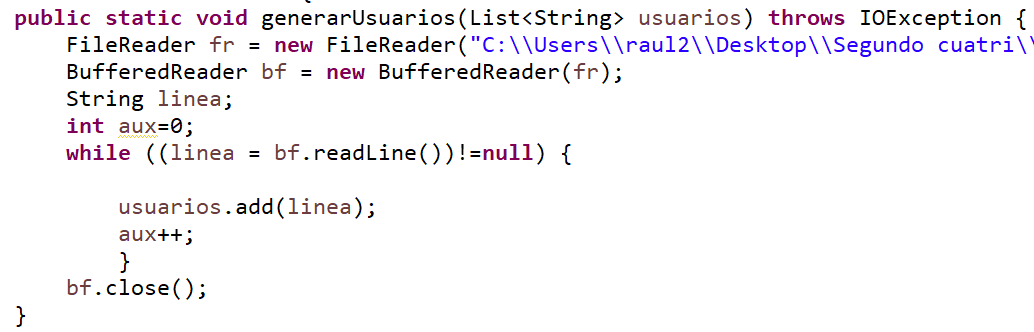 public static void generarUsuarios(List<String> usuarios) throws IOException {
FileReader fr = new FileReader("C:\\Users\\raul2\\Desktop\\Segundo cuatri\\
BufferedReader bf = new BufferedReader(fr);
String linea;
int aux=0;
while ((linea = bf.readLine())!=null) {
usuarios.add(linea);
aux++;
}
bf.close();
}